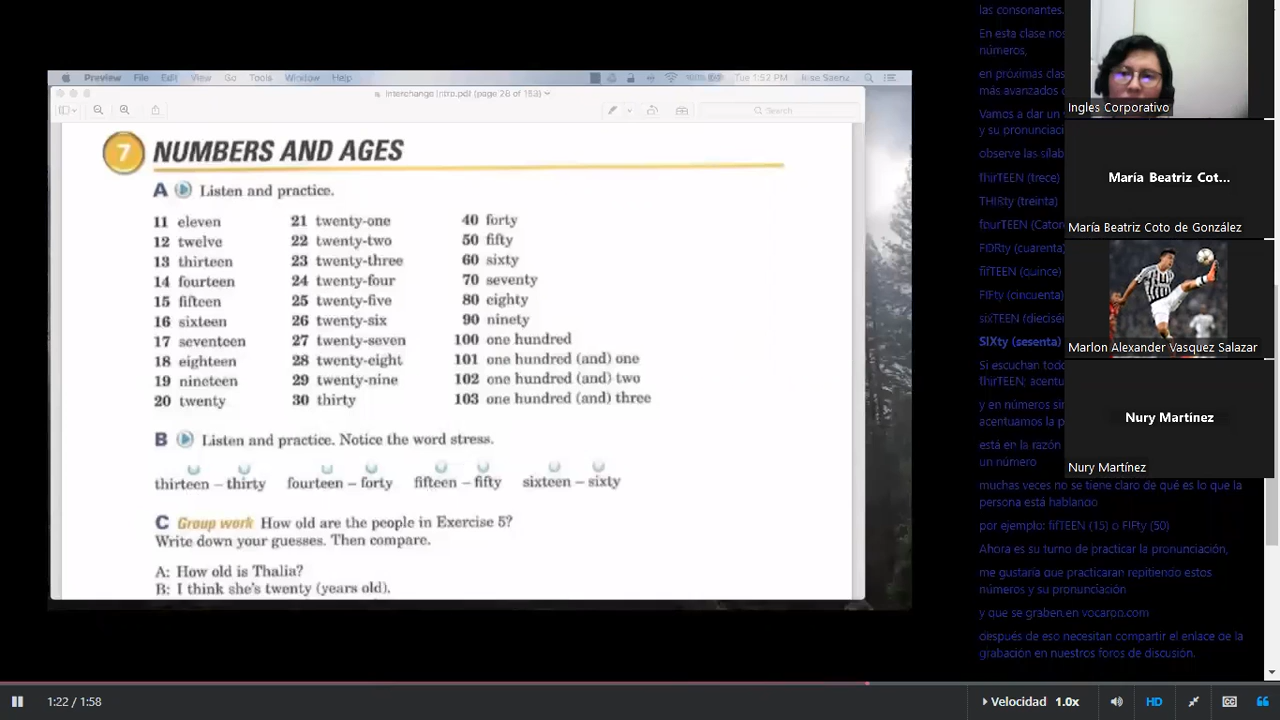 Preview File Edit View Go Tools Window Help
100% Tue 1:52 PM Ilise Saenz
Interchange Intro.pdf (page 28 of 183)
Search
7 NUMBERS AND AGES
A Listen and practice.
11 eleven 21 twenty-one 40 forty
12 twelve 22 twenty-two 50 fifty
13 thirteen 23 twenty-three 60 sixty
14 fourteen 24 twenty-four 70 seventy
15 fifteen 25 twenty-five 80 eighty
16 sixteen 26 twenty-six 90 ninety
17 seventeen 27 twenty-seven 100 one hundred
18 eighteen 28 twenty-eight 101 one hundred (and) one
19 nineteen 29 twenty-nine 102 one hundred (and) two
20 twenty 30 thirty 103 one hundred (and) three
B Listen and practice. Notice the word stress.
thirteen – thirty fourteen – forty fifteen – fifty sixteen – sixty
C Group work How old are the people in Exercise 5?
Write down your guesses. Then compare.
A: How old is Thalia?
B: I think she's twenty (years old).
las consonantes.
En esta clase nos
números,
en próximas clas
más avanzados
Vamos a dar un
y su pronunciaci
observe las sílab
thirTEEN (trece)
THIRty (treinta)
fourTEEN (Cator
FORty (cuarenta)
fifTEEN (quince)
FIFty (cincuenta)
sixTEEN (diecisé
SIXty (sesenta)
Si escuchan todo
thirTEEN; acentu
y en números sin
acentuamos la p
está en la razón
un número
muchas veces no se tiene claro de qué es lo que la
persona está hablando
por ejemplo: fifTEEN (15) o FIFty (50)
Ahora es su turno de practicar la pronunciación,
me gustaría que practicaran repitiendo estos
números y su pronunciación
y que se graben en vocaroo.com
después de eso necesitan compartir el enlace de la
grabación en nuestros foros de discusión.
Ingles Corporativo
María Beatriz Cot...
María Beatriz Coto de González
Marlon Alexander Vasquez Salazar
Nury Martínez
Nury Martínez
1:22 / 1:58
Velocidad 1.0x HD